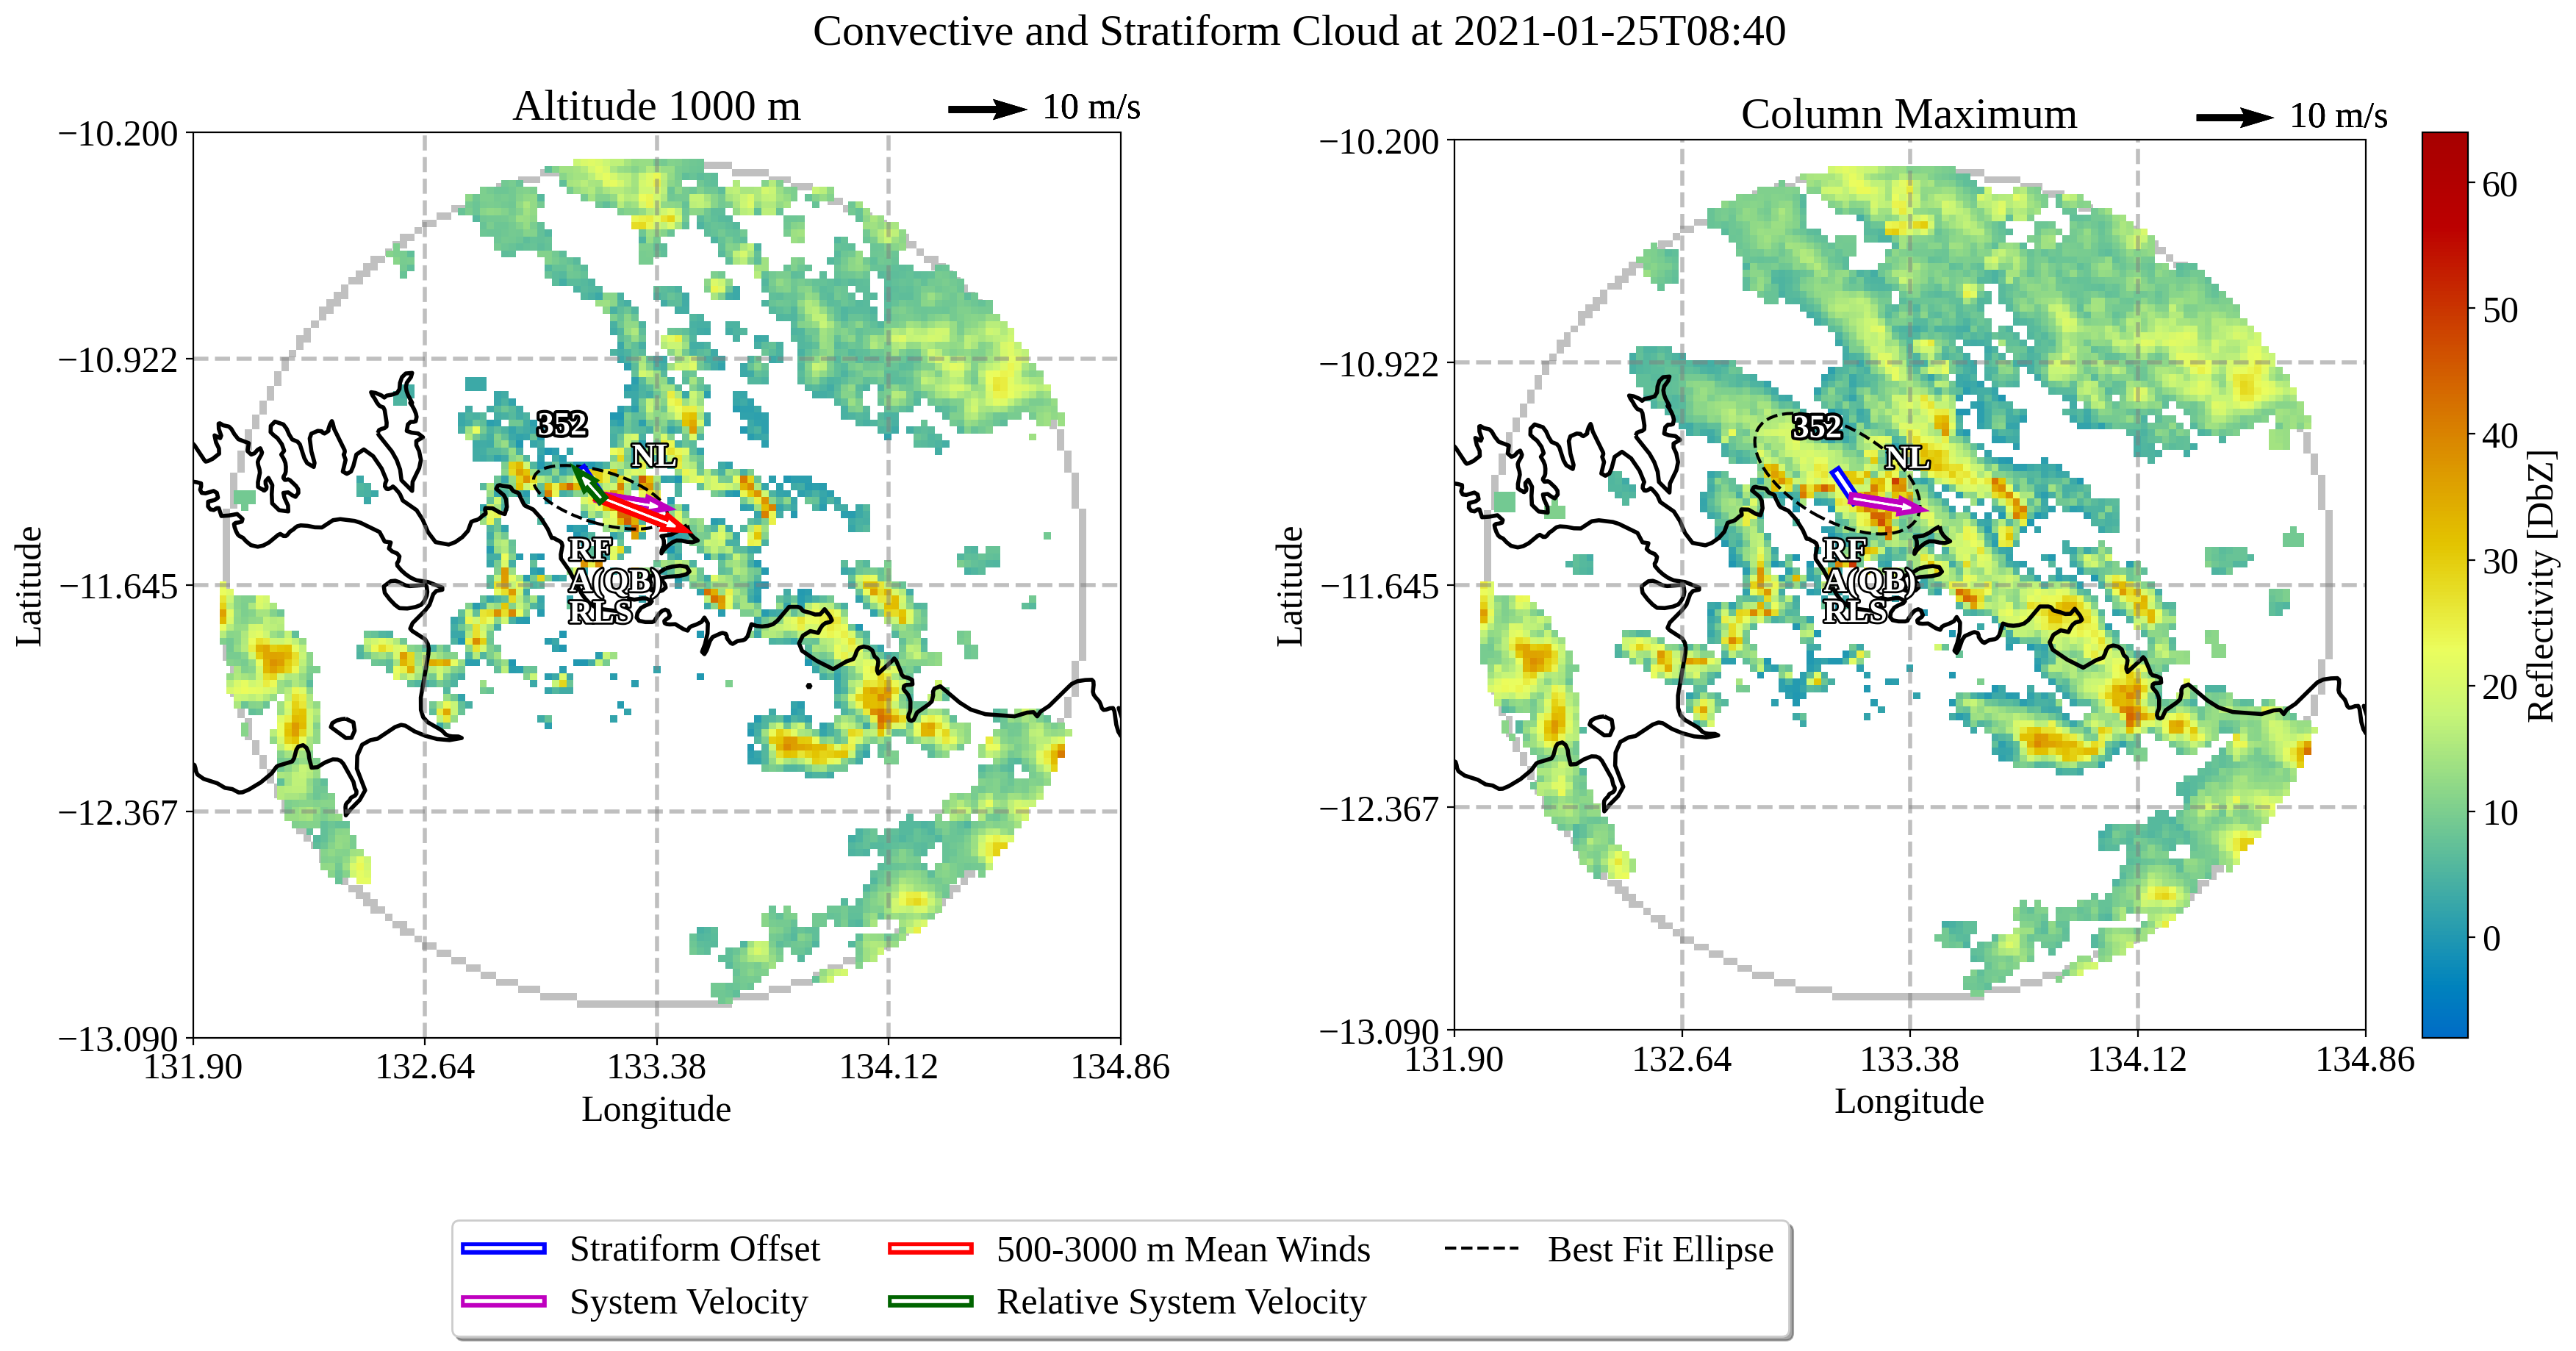 Convective and Stratiform Cloud at 2021-01-25T08:40
Altitude 1000 m
10 m/s
−10.200
−10.922
−11.645
−12.367
−13.090
131.90
132.64
133.38
134.12
134.86
Latitude
Longitude
352
NL
RF
A(QB)
RLS
Column Maximum
10 m/s
−10.200
−10.922
−11.645
−12.367
−13.090
131.90
132.64
133.38
134.12
134.86
Latitude
Longitude
352
NL
RF
A(QB)
RLS
60
50
40
30
20
10
0
Reflectivity [DbZ]
Stratiform Offset
System Velocity
500-3000 m Mean Winds
Relative System Velocity
Best Fit Ellipse